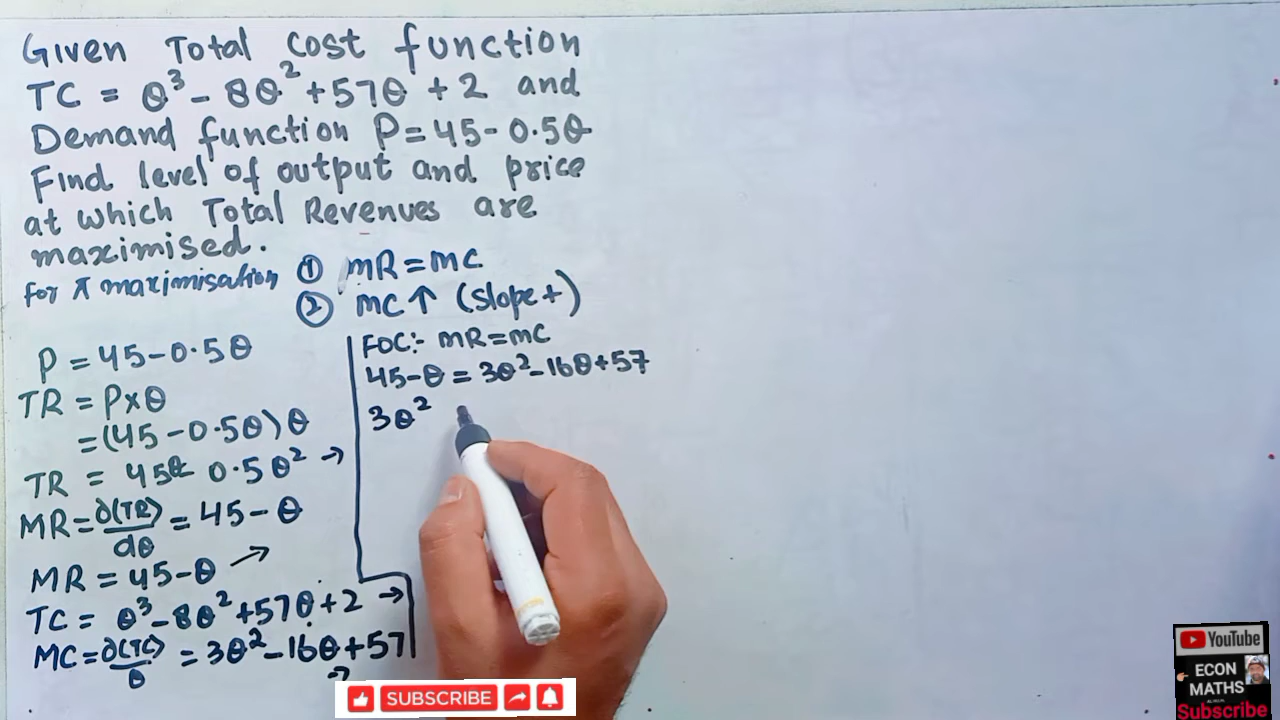 Given Total cost function
TC = Q³ - 8Q² + 57Q + 2 and
Demand function P = 45 - 0.5Q
Find level of output and price
at which Total Revenues are
maximised.
For π maximisation ① MR = MC
② MC ↑ (Slope +)
P = 45 - 0.5Q
TR = P×Q
= (45 - 0.5Q) Q
TR = 45Q - 0.5Q² →
MR = ∂(TR)/dQ = 45 - Q
MR = 45 - Q →
TC = Q³ - 8Q² + 57Q + 2 →
MC = ∂(TC)/Q = 3Q² - 16Q + 57 →
FOC:- MR = MC
45 - Q = 3Q² - 16Q + 57
3Q²
SUBSCRIBE
YouTube
ECON
MATHS
Subscribe